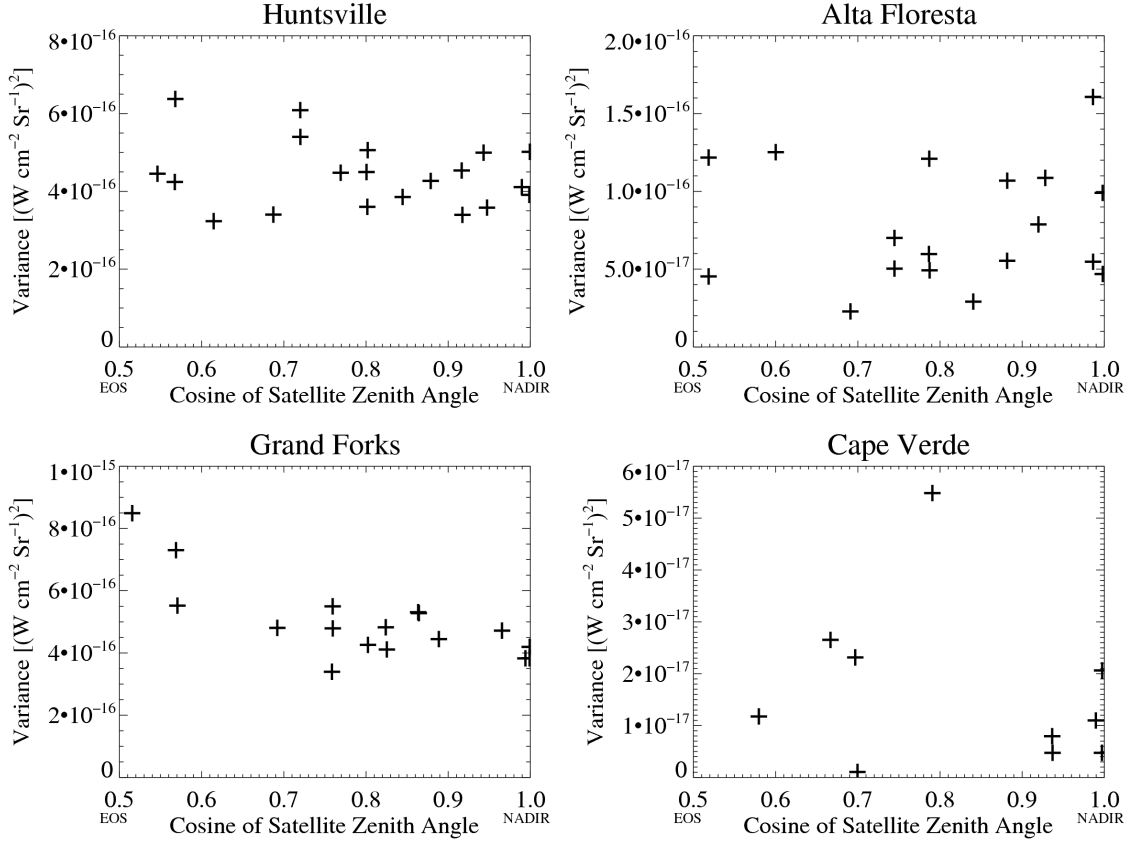 Huntsville
Variance [(W cm⁻² Sr⁻¹)²]
8•10⁻¹⁶
6•10⁻¹⁶
4•10⁻¹⁶
2•10⁻¹⁶
0
0.5 0.6 0.7 0.8 0.9 1.0
EOS NADIR
Cosine of Satellite Zenith Angle
Alta Floresta
Variance [(W cm⁻² Sr⁻¹)²]
2.0•10⁻¹⁶
1.5•10⁻¹⁶
1.0•10⁻¹⁶
5.0•10⁻¹⁷
0
0.5 0.6 0.7 0.8 0.9 1.0
EOS NADIR
Cosine of Satellite Zenith Angle
Grand Forks
Variance [(W cm⁻² Sr⁻¹)²]
1•10⁻¹⁵
8•10⁻¹⁶
6•10⁻¹⁶
4•10⁻¹⁶
2•10⁻¹⁶
0
0.5 0.6 0.7 0.8 0.9 1.0
EOS NADIR
Cosine of Satellite Zenith Angle
Cape Verde
Variance [(W cm⁻² Sr⁻¹)²]
6•10⁻¹⁷
5•10⁻¹⁷
4•10⁻¹⁷
3•10⁻¹⁷
2•10⁻¹⁷
1•10⁻¹⁷
0
0.5 0.6 0.7 0.8 0.9 1.0
EOS NADIR
Cosine of Satellite Zenith Angle